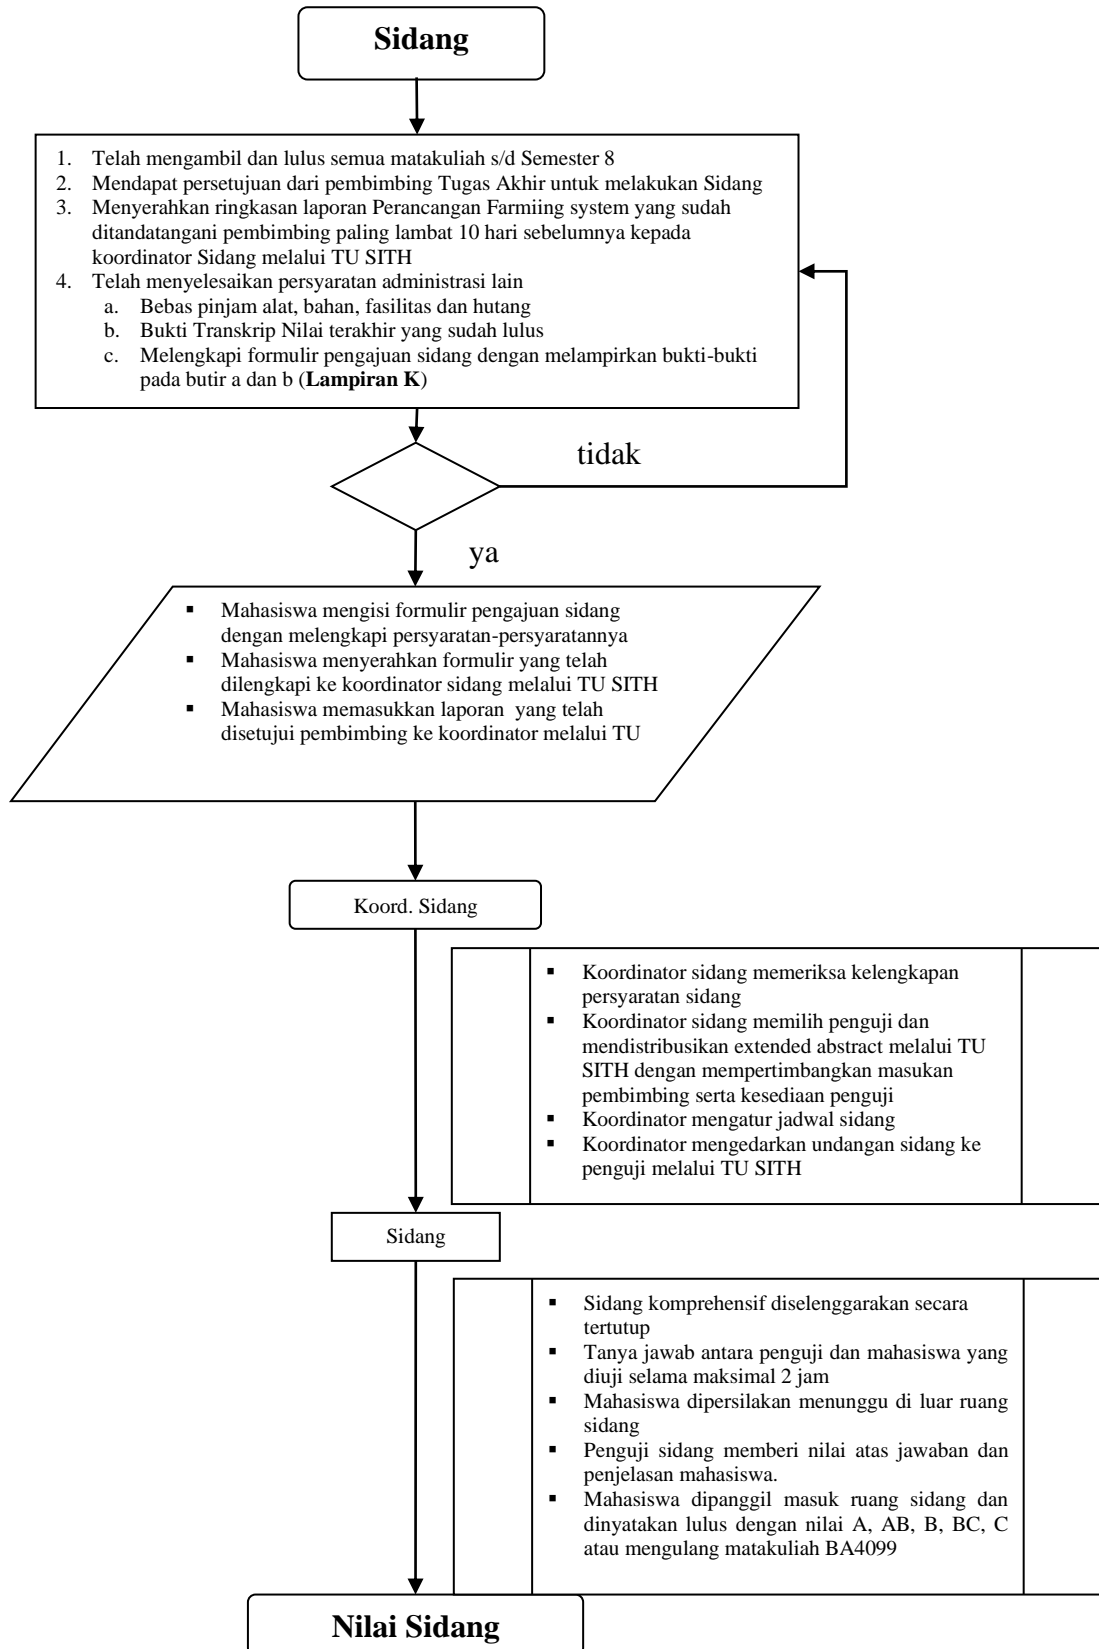 Sidang
1. Telah mengambil dan lulus semua matakuliah s/d Semester 8
2. Mendapat persetujuan dari pembimbing Tugas Akhir untuk melakukan Sidang
3. Menyerahkan ringkasan laporan Perancangan Farmiing system yang sudah
ditandatangani pembimbing paling lambat 10 hari sebelumnya kepada
koordinator Sidang melalui TU SITH
4. Telah menyelesaikan persyaratan administrasi lain
a. Bebas pinjam alat, bahan, fasilitas dan hutang
b. Bukti Transkrip Nilai terakhir yang sudah lulus
c. Melengkapi formulir pengajuan sidang dengan melampirkan bukti-bukti
pada butir a dan b (Lampiran K)
tidak
ya
▪ Mahasiswa mengisi formulir pengajuan sidang
dengan melengkapi persyaratan-persyaratannya
▪ Mahasiswa menyerahkan formulir yang telah
dilengkapi ke koordinator sidang melalui TU SITH
▪ Mahasiswa memasukkan laporan yang telah
disetujui pembimbing ke koordinator melalui TU
Koord. Sidang
▪ Koordinator sidang memeriksa kelengkapan
persyaratan sidang
▪ Koordinator sidang memilih penguji dan
mendistribusikan extended abstract melalui TU
SITH dengan mempertimbangkan masukan
pembimbing serta kesediaan penguji
▪ Koordinator mengatur jadwal sidang
▪ Koordinator mengedarkan undangan sidang ke
penguji melalui TU SITH
Sidang
▪ Sidang komprehensif diselenggarakan secara
tertutup
▪ Tanya jawab antara penguji dan mahasiswa yang
diuji selama maksimal 2 jam
▪ Mahasiswa dipersilakan menunggu di luar ruang
sidang
▪ Penguji sidang memberi nilai atas jawaban dan
penjelasan mahasiswa.
▪ Mahasiswa dipanggil masuk ruang sidang dan
dinyatakan lulus dengan nilai A, AB, B, BC, C
atau mengulang matakuliah BA4099
Nilai Sidang